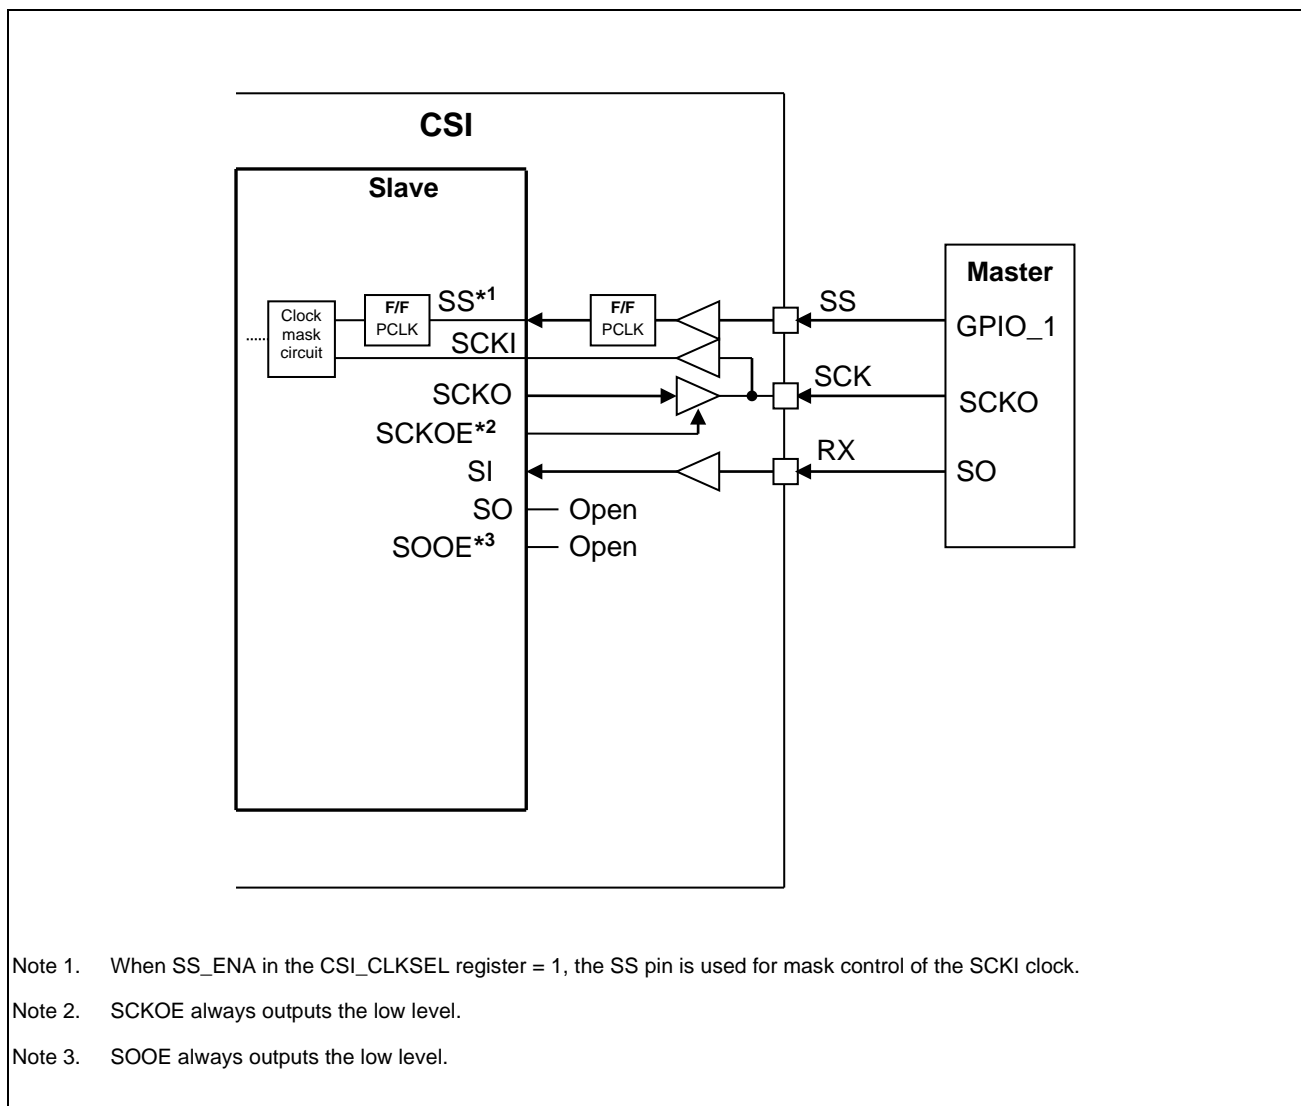 CSI
Slave
Master
SS
GPIO_1
F/F
PCLK
SS*1
F/F
PCLK
Clock
mask
circuit
SCKI
SCK
SCKO
SCKO
SCKOE*2
RX
SI
SO
SO
Open
SOOE*3
Open
Note 1. When SS_ENA in the CSI_CLKSEL register = 1, the SS pin is used for mask control of the SCKI clock.
Note 2. SCKOE always outputs the low level.
Note 3. SOOE always outputs the low level.